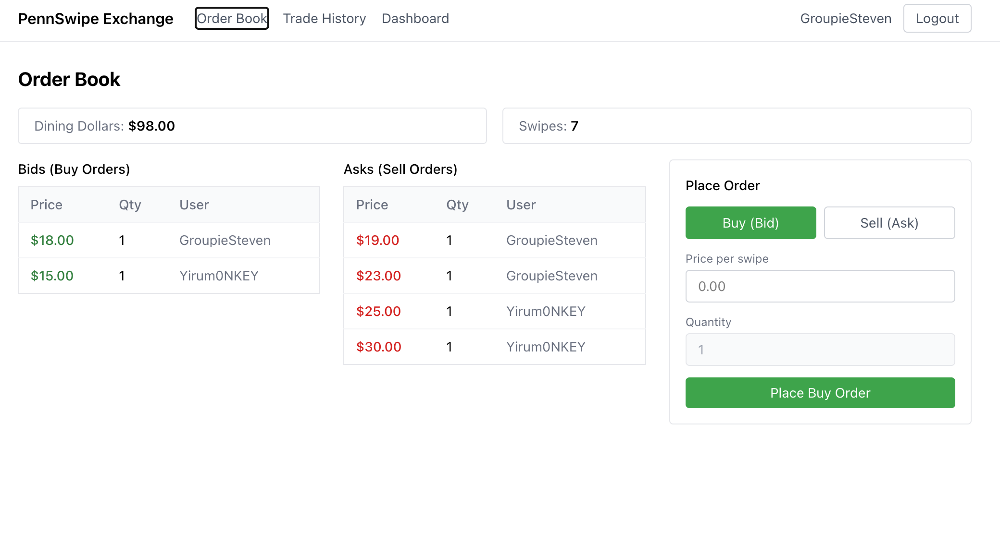 PennSwipe Exchange Order Book Trade History Dashboard GroupieSteven Logout
Order Book
Dining Dollars: $98.00
Swipes: 7
Bids (Buy Orders)
Price Qty User
$18.00 1 GroupieSteven
$15.00 1 Yirum0NKEY
Asks (Sell Orders)
Price Qty User
$19.00 1 GroupieSteven
$23.00 1 GroupieSteven
$25.00 1 Yirum0NKEY
$30.00 1 Yirum0NKEY
Place Order
Buy (Bid) Sell (Ask)
Price per swipe
0.00
Quantity
1
Place Buy Order